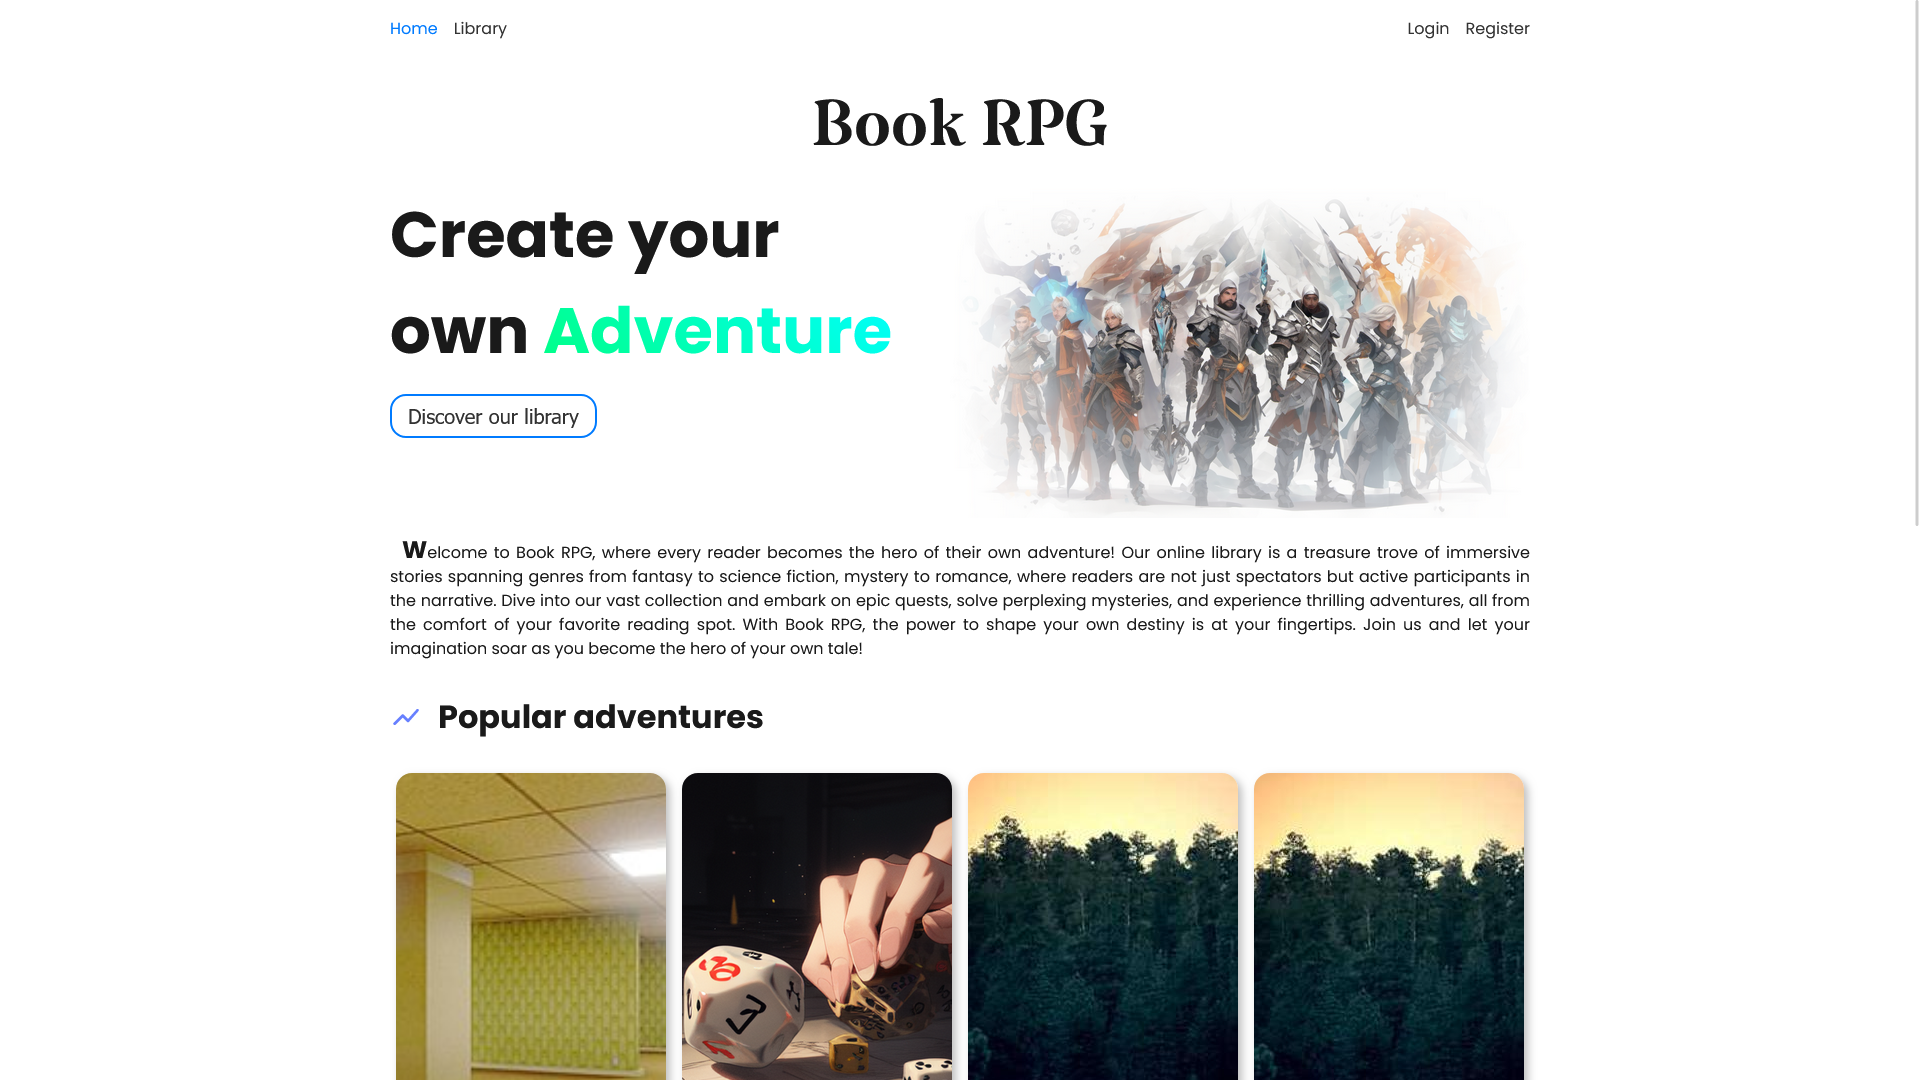 Home Library Login Register
Book RPG
Create your
own Adventure
Discover our library
Welcome to Book RPG, where every reader becomes the hero of their own adventure! Our online library is a treasure trove of immersive
stories spanning genres from fantasy to science fiction, mystery to romance, where readers are not just spectators but active participants in
the narrative. Dive into our vast collection and embark on epic quests, solve perplexing mysteries, and experience thrilling adventures, all from
the comfort of your favorite reading spot. With Book RPG, the power to shape your own destiny is at your fingertips. Join us and let your
imagination soar as you become the hero of your own tale!
Popular adventures